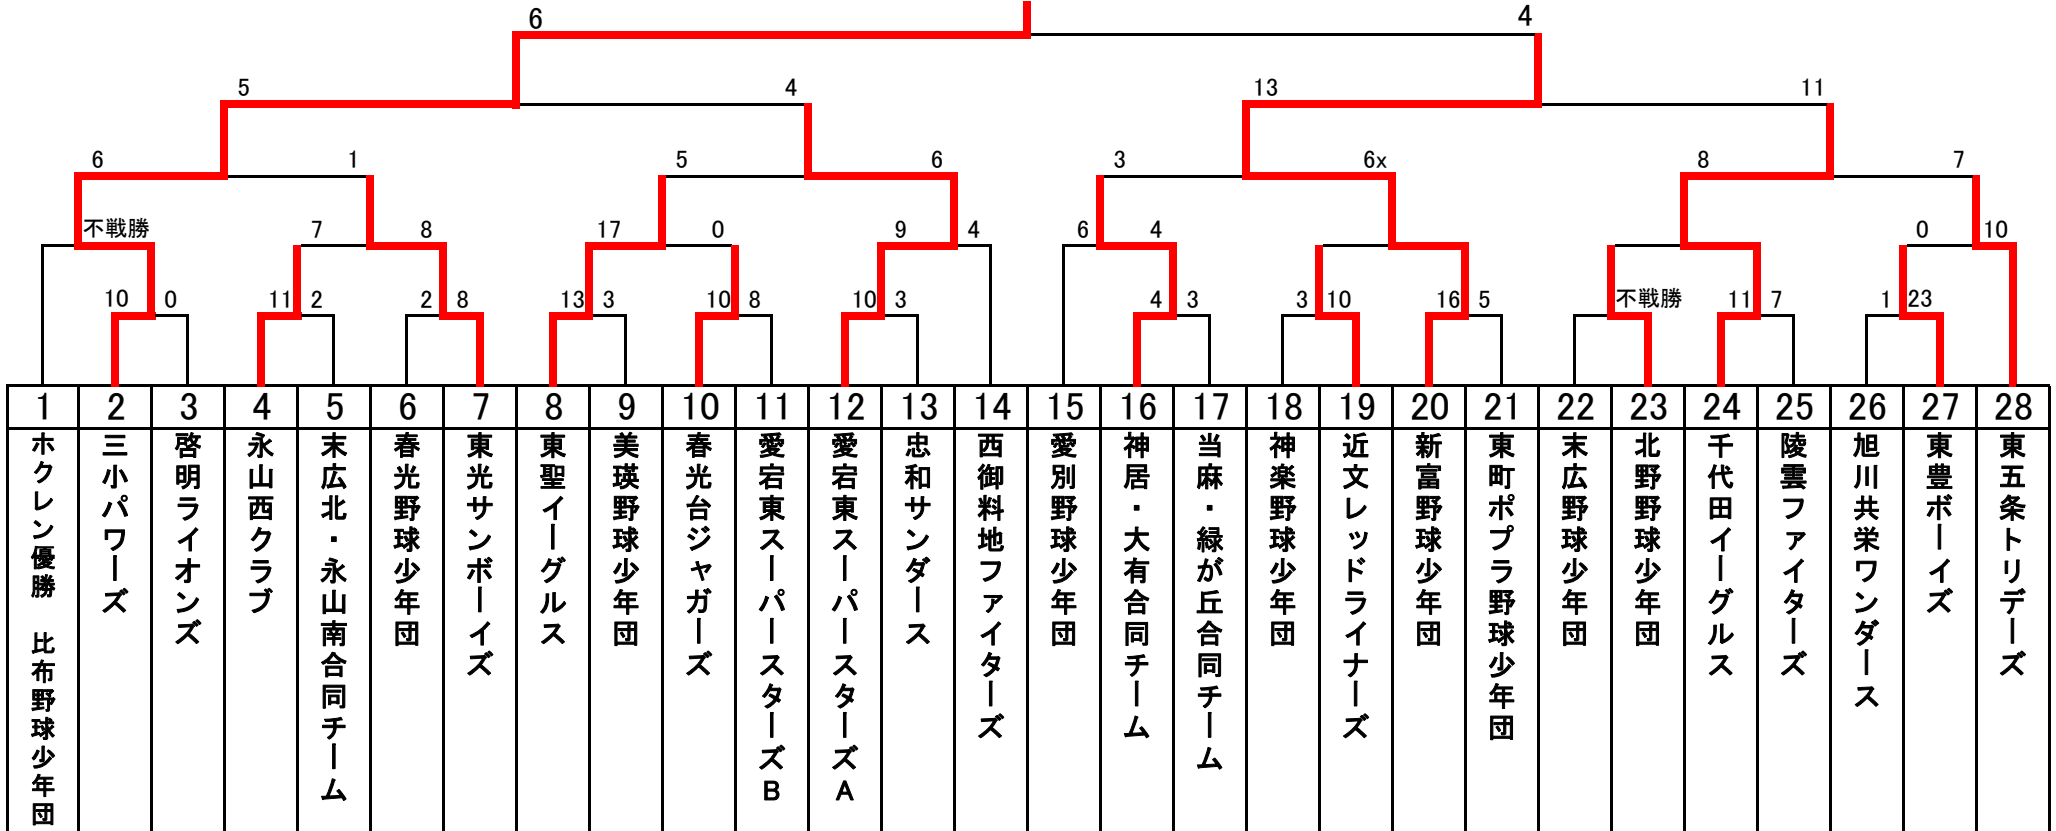 6 4
5 4 13 11
6 1 5 6 3 6x 8 7
不戦勝 7 8 17 0 9 4 6 4 0 10
10 0 11 2 2 8 13 3 10 8 10 3 4 3 3 10 16 5 不戦勝 11 7 1 23
1 2 3 4 5 6 7 8 9 10 11 12 13 14 15 16 17 18 19 20 21 22 23 24 25 26 27 28
ホクレン優勝 比布野球少年団
三小パワーズ
啓明ライオンズ
永山西クラブ
末広北・永山南合同チーム
春光野球少年団
東光サンボーイズ
東聖イーグルス
美瑛野球少年団
春光台ジャガーズ
愛宕東スーパースターズB
愛宕東スーパースターズA
忠和サンダース
西御料地ファイターズ
愛別野球少年団
神居・大有合同チーム
当麻・緑が丘合同チーム
神楽野球少年団
近文レッドライナーズ
新富野球少年団
東町ポプラ野球少年団
末広野球少年団
北野野球少年団
千代田イーグルス
陵雲ファイターズ
旭川共栄ワンダース
東豊ボーイズ
東五条トリデーズ